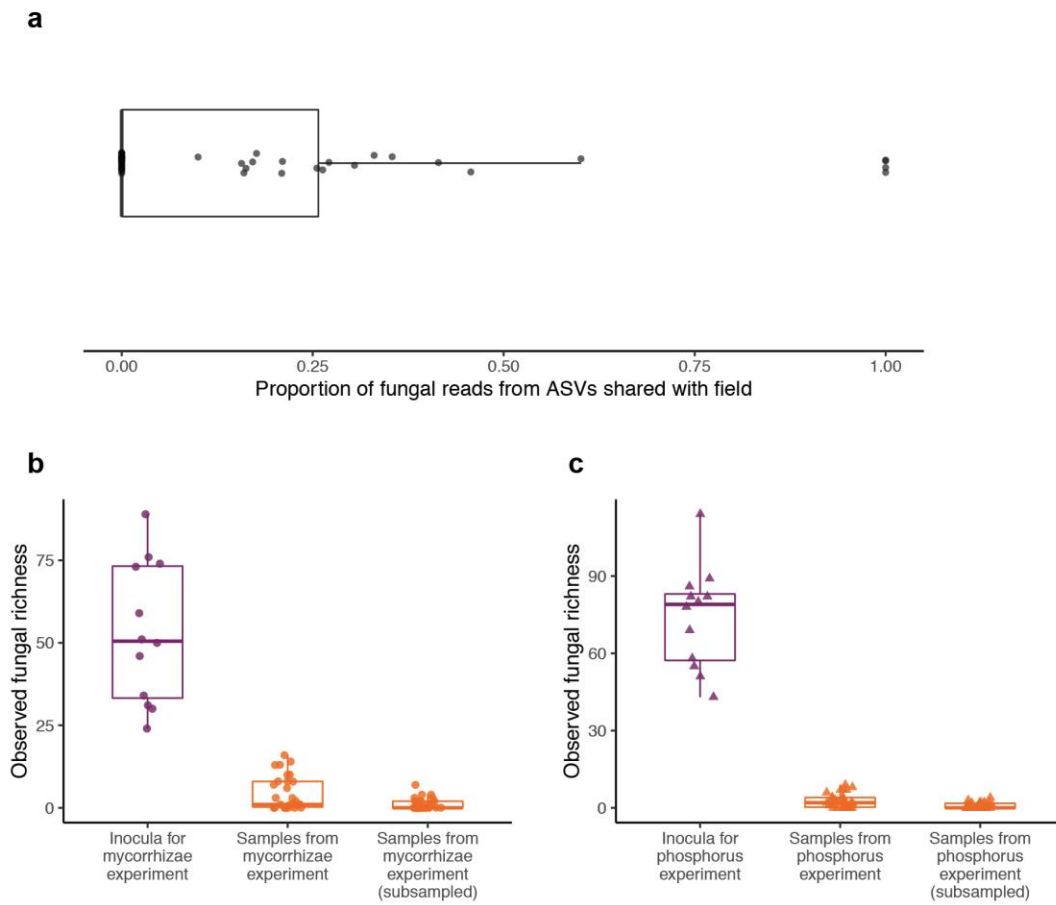 a
0.00 0.25 0.50 0.75 1.00
Proportion of fungal reads from ASVs shared with field
b
Observed fungal richness
75
50
25
0
Inocula for
mycorrhizae
experiment
Samples from
mycorrhizae
experiment
Samples from
mycorrhizae
experiment
(subsampled)
c
Observed fungal richness
90
60
30
0
Inocula for
phosphorus
experiment
Samples from
phosphorus
experiment
Samples from
phosphorus
experiment
(subsampled)